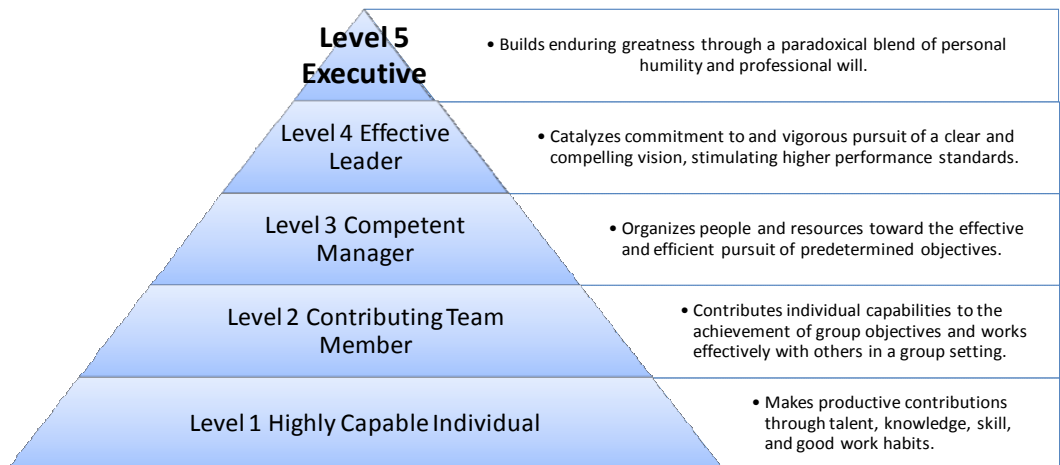 Level 5
Executive
• Builds enduring greatness through a paradoxical blend of personal
humility and professional will.
Level 4 Effective
Leader
• Catalyzes commitment to and vigorous pursuit of a clear and
compelling vision, stimulating higher performance standards.
Level 3 Competent
Manager
• Organizes people and resources toward the effective
and efficient pursuit of predetermined objectives.
Level 2 Contributing Team
Member
• Contributes individual capabilities to the
achievement of group objectives and works
effectively with others in a group setting.
Level 1 Highly Capable Individual
• Makes productive contributions
through talent, knowledge, skill,
and good work habits.